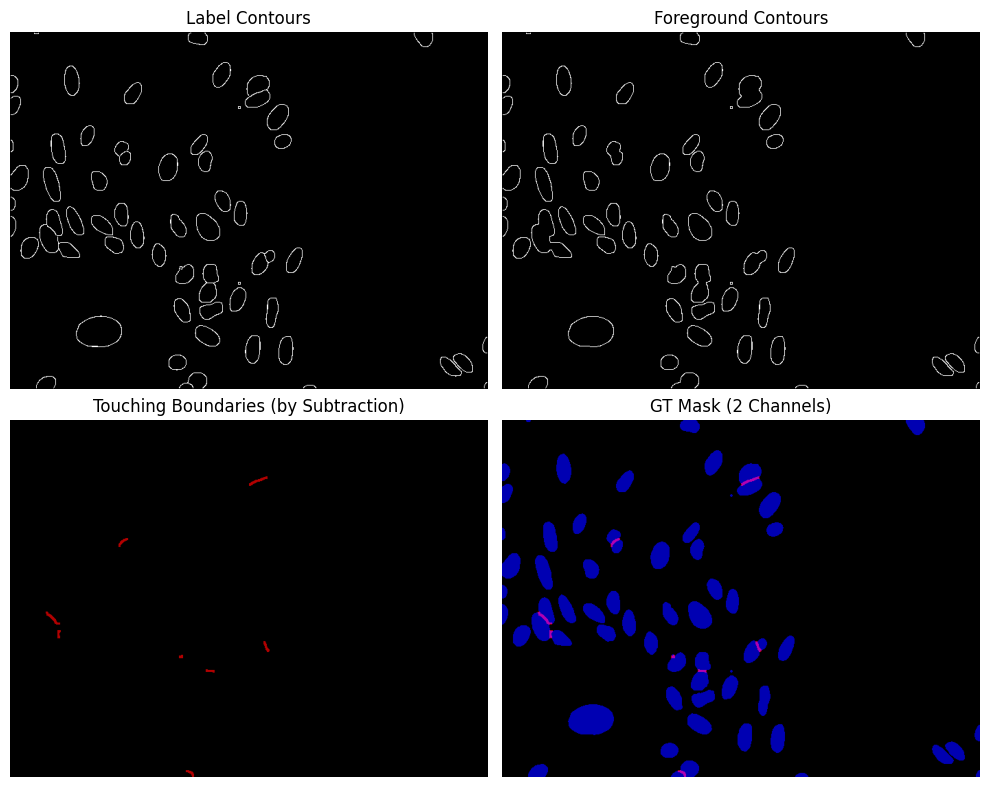 Label Contours
Foreground Contours
Touching Boundaries (by Subtraction)
GT Mask (2 Channels)